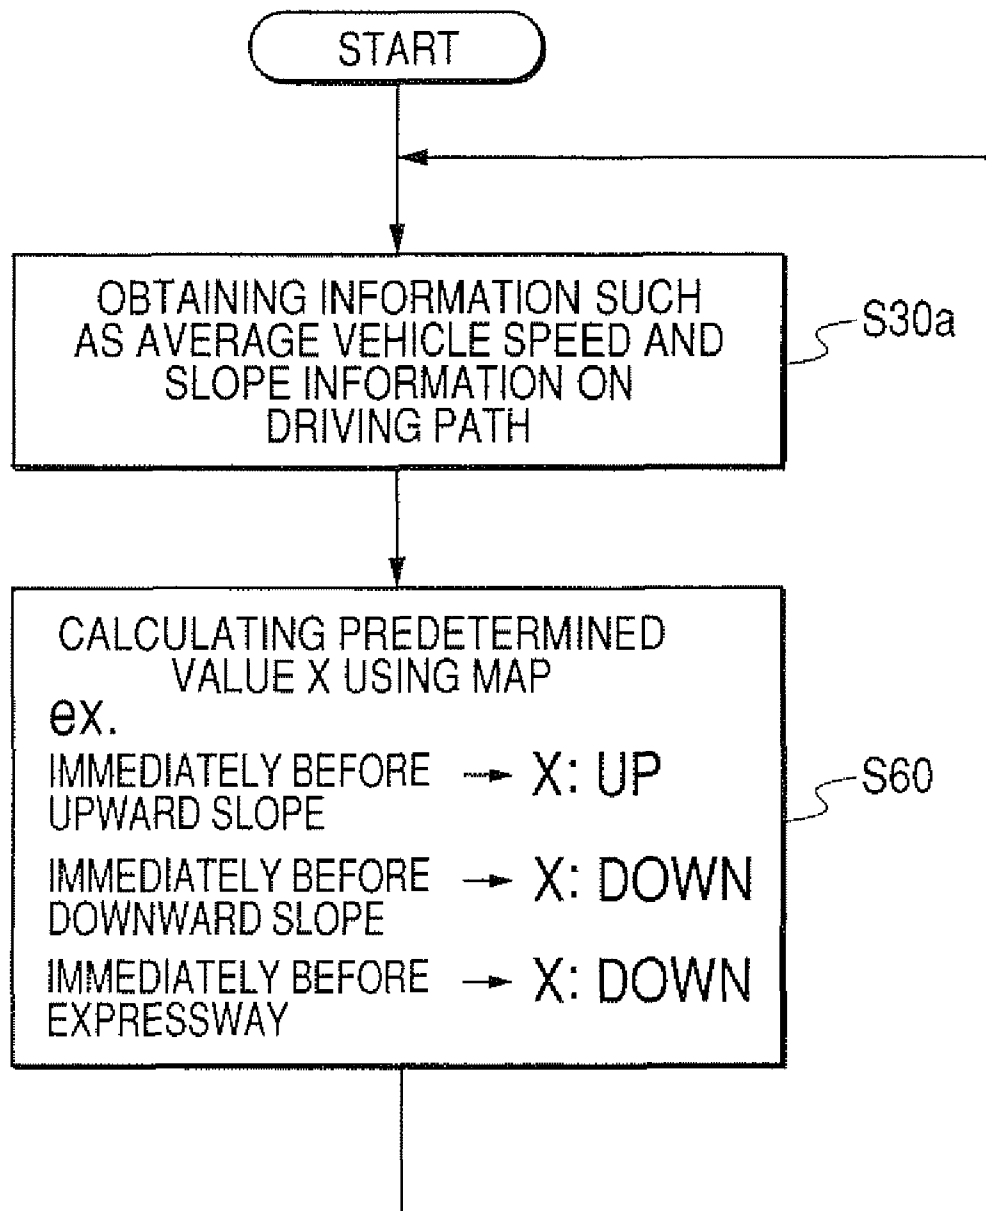 START
OBTAINING INFORMATION SUCH
AS AVERAGE VEHICLE SPEED AND
SLOPE INFORMATION ON
DRIVING PATH
S30a
CALCULATING PREDETERMINED
VALUE X USING MAP
ex.
IMMEDIATELY BEFORE
UPWARD SLOPE
→ X: UP
IMMEDIATELY BEFORE
DOWNWARD SLOPE
→ X: DOWN
IMMEDIATELY BEFORE
EXPRESSWAY
→ X: DOWN
S60